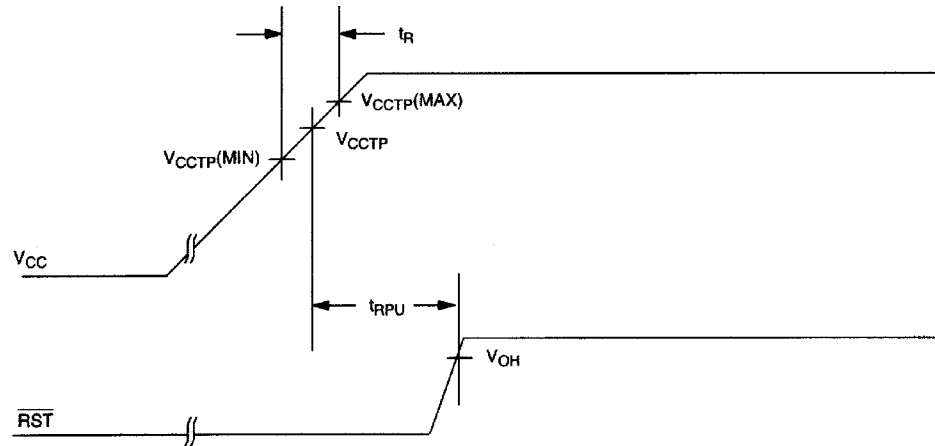 tR
VCCTP(MAX)
VCCTP
VCCTP(MIN)
VCC
tRPU
VOH
RST